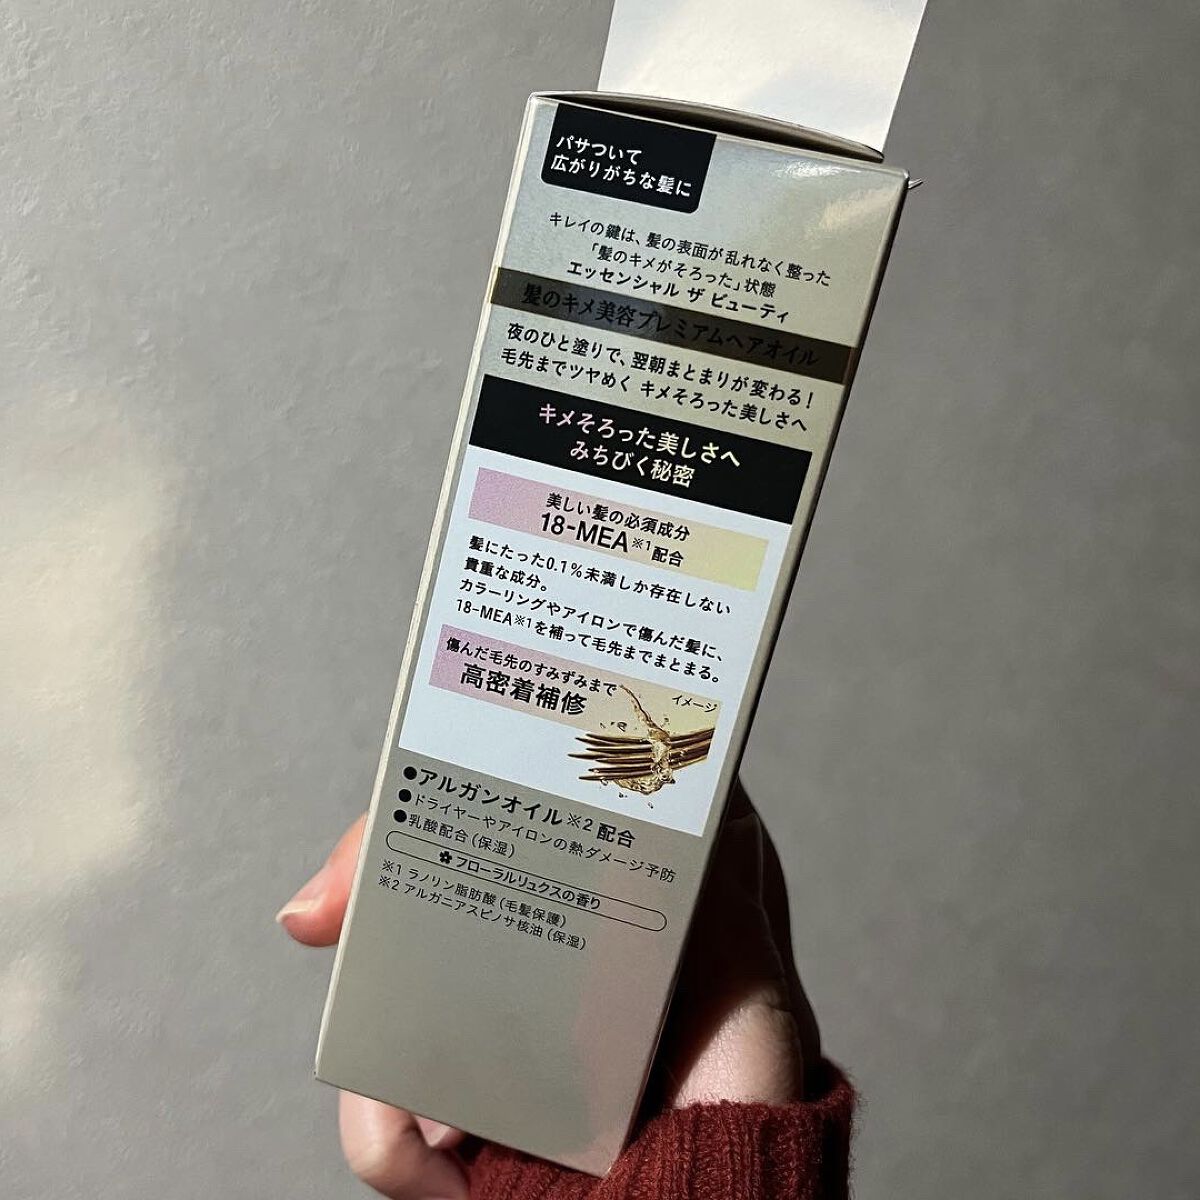 パサついて
広がりがちな髪に
キレイの鍵は、髪の表面が乱れなく整った
「髪のキメがそろった」状態
エッセンシャル ザ ビューティ
髪のキメ美容プレミアムヘアオイル
夜のひと塗りで、翌朝まとまりが変わる!
毛先までツヤめく キメそろった美しさへ
キメそろった美しさへ
みちびく秘密
美しい髪の必須成分
18-MEA※1配合
髪にたった0.1%未満しか存在しない
貴重な成分。
カラーリングやアイロンで傷んだ髪に、
18-MEA※1を補って毛先までまとまる。
傷んだ毛先のすみずみまで
高密着補修
イメージ
●アルガンオイル※2配合
●ドライヤーやアイロンの熱ダメージ予防
●乳酸配合(保湿)
フローラルリュクスの香り
※1 ラノリン脂肪酸(毛髪保護)
※2 アルガニアスピノサ核油(保湿)